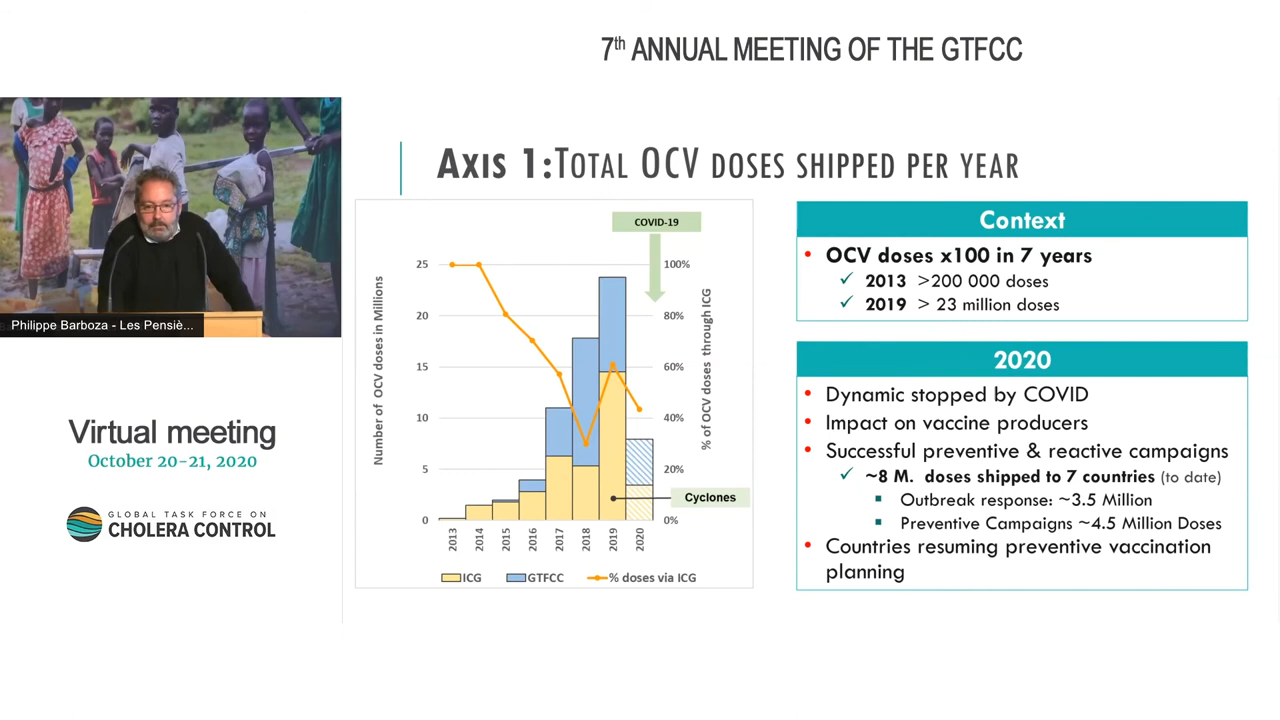 7th ANNUAL MEETING OF THE GTFCC
Philippe Barboza - Les Pensiè...
Virtual meeting
October 20-21, 2020
GLOBAL TASK FORCE ON
CHOLERA CONTROL
AXIS 1: TOTAL OCV DOSES SHIPPED PER YEAR
COVID-19
Number of OCV doses in Millions
25
20
15
10
5
0
100%
80%
60%
40%
20%
0%
% of OCV doses through ICG
Cyclones
2013
2014
2015
2016
2017
2018
2019
2020
ICG
GTFCC
% doses via ICG
Context
• OCV doses x100 in 7 years
✓ 2013 >200 000 doses
✓ 2019 > 23 million doses
2020
• Dynamic stopped by COVID
• Impact on vaccine producers
• Successful preventive & reactive campaigns
✓ ~8 M. doses shipped to 7 countries (to date)
▪ Outbreak response: ~3.5 Million
▪ Preventive Campaigns ~4.5 Million Doses
• Countries resuming preventive vaccination
planning